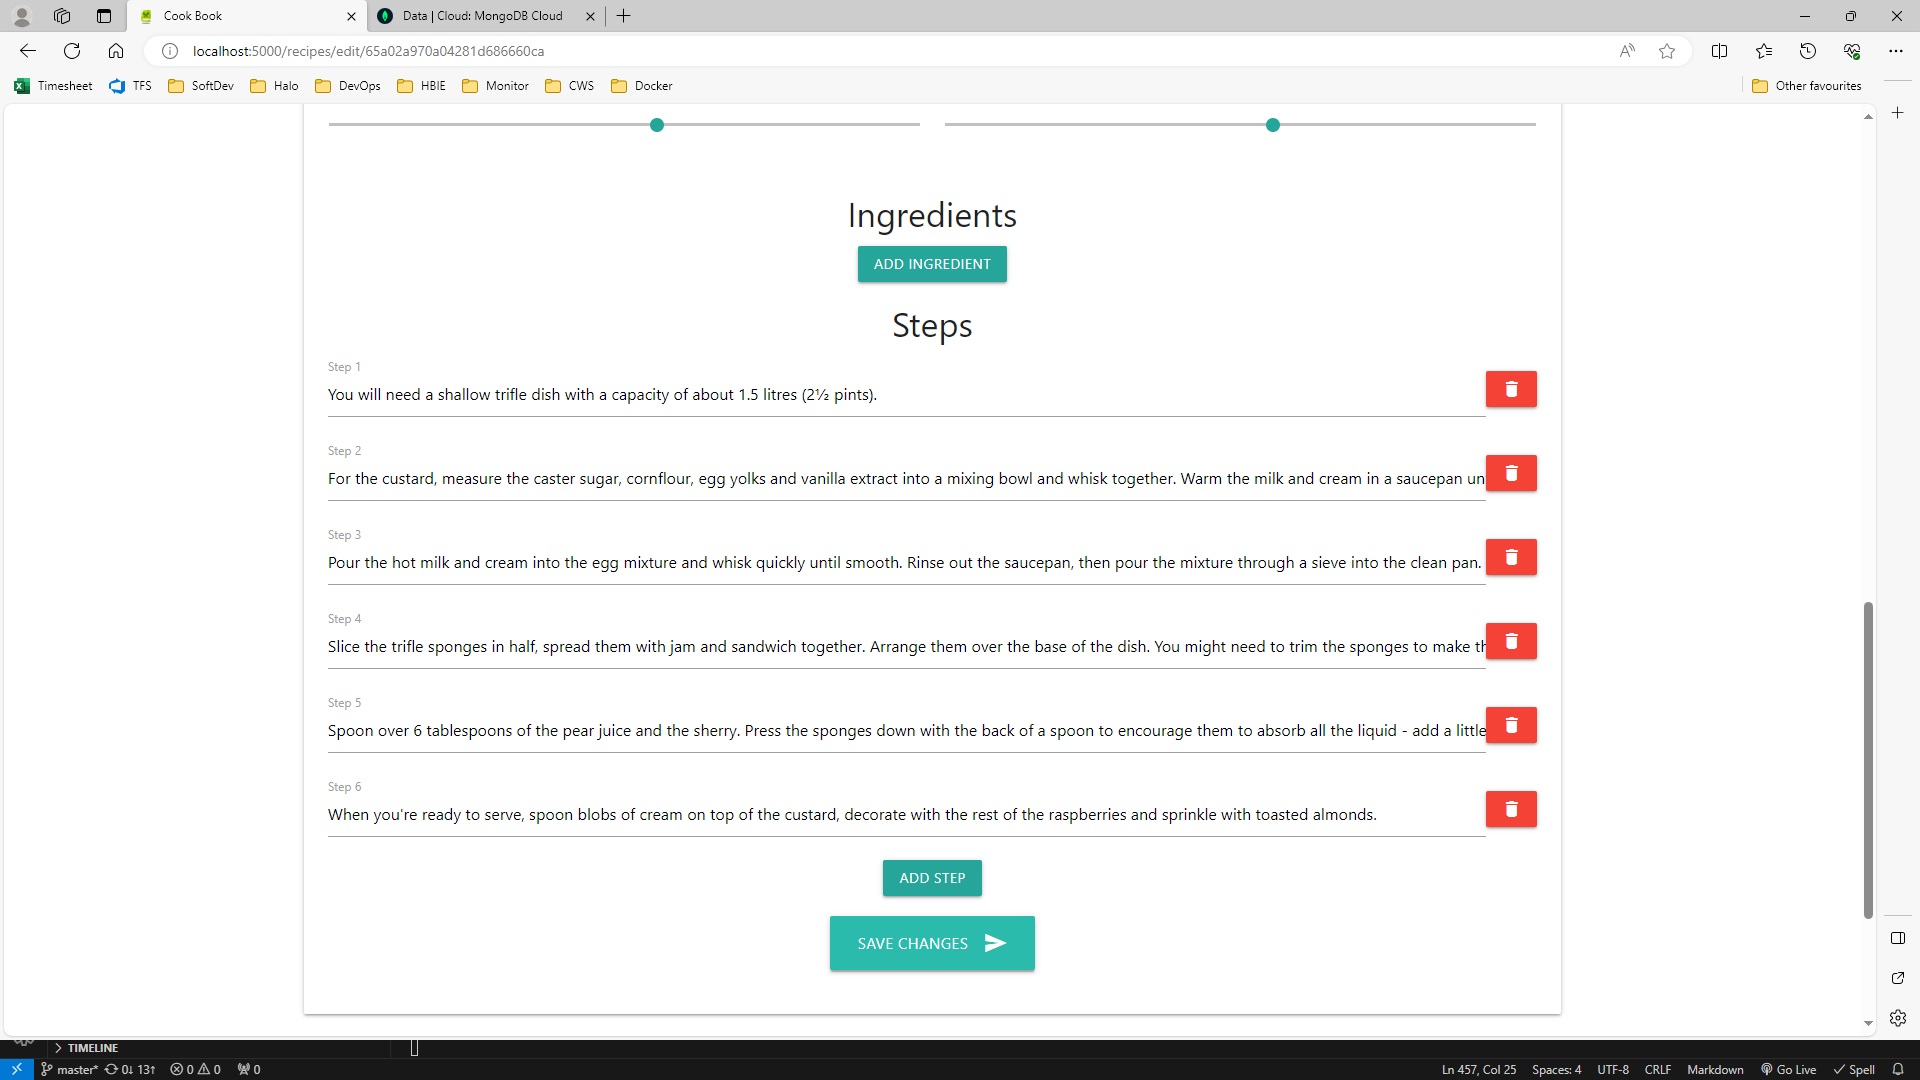 Cook Book
Data | Cloud: MongoDB Cloud
localhost:5000/recipes/edit/65a02a970a04281d686660ca
Timesheet TFS SoftDev Halo DevOps HBIE Monitor CWS Docker Other favourites
Ingredients
ADD INGREDIENT
Steps
Step 1
You will need a shallow trifle dish with a capacity of about 1.5 litres (2½ pints).
Step 2
For the custard, measure the caster sugar, cornflour, egg yolks and vanilla extract into a mixing bowl and whisk together. Warm the milk and cream in a saucepan un
Step 3
Pour the hot milk and cream into the egg mixture and whisk quickly until smooth. Rinse out the saucepan, then pour the mixture through a sieve into the clean pan.
Step 4
Slice the trifle sponges in half, spread them with jam and sandwich together. Arrange them over the base of the dish. You might need to trim the sponges to make th
Step 5
Spoon over 6 tablespoons of the pear juice and the sherry. Press the sponges down with the back of a spoon to encourage them to absorb all the liquid - add a little
Step 6
When you're ready to serve, spoon blobs of cream on top of the custard, decorate with the rest of the raspberries and sprinkle with toasted almonds.
ADD STEP
SAVE CHANGES
TIMELINE
master* 0↓ 13↑ 0 0 0 Ln 457, Col 25 Spaces: 4 UTF-8 CRLF Markdown Go Live Spell